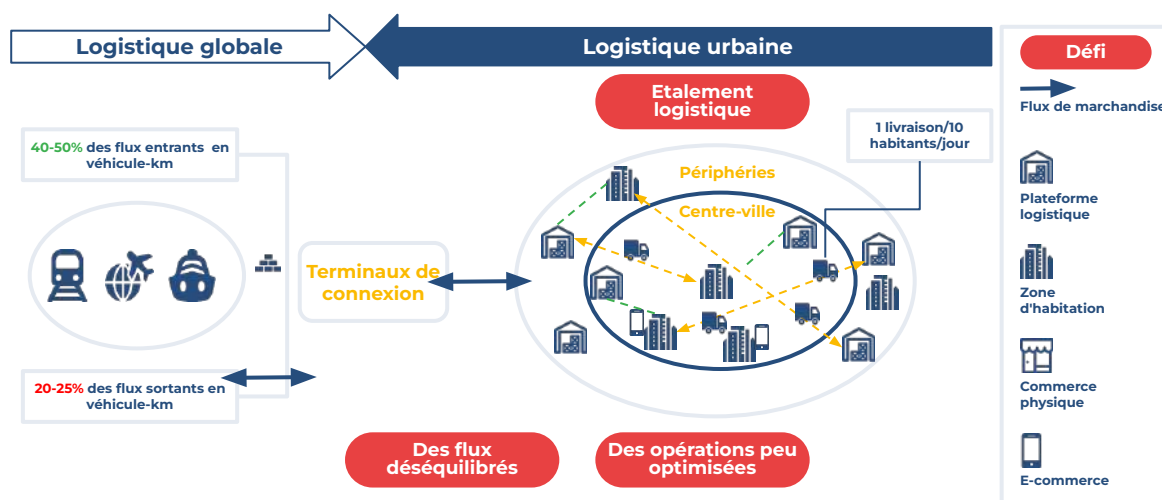 Logistique globale
Logistique urbaine
Défi
Flux de marchandise
Etalement
logistique
1 livraison/10
habitants/jour
40-50% des flux entrants en
véhicule-km
Périphéries
Centre-ville
Plateforme
logistique
Terminaux de
connexion
Zone
d'habitation
20-25% des flux sortants en
véhicule-km
Commerce
physique
Des flux
déséquilibrés
Des opérations peu
optimisées
E-commerce